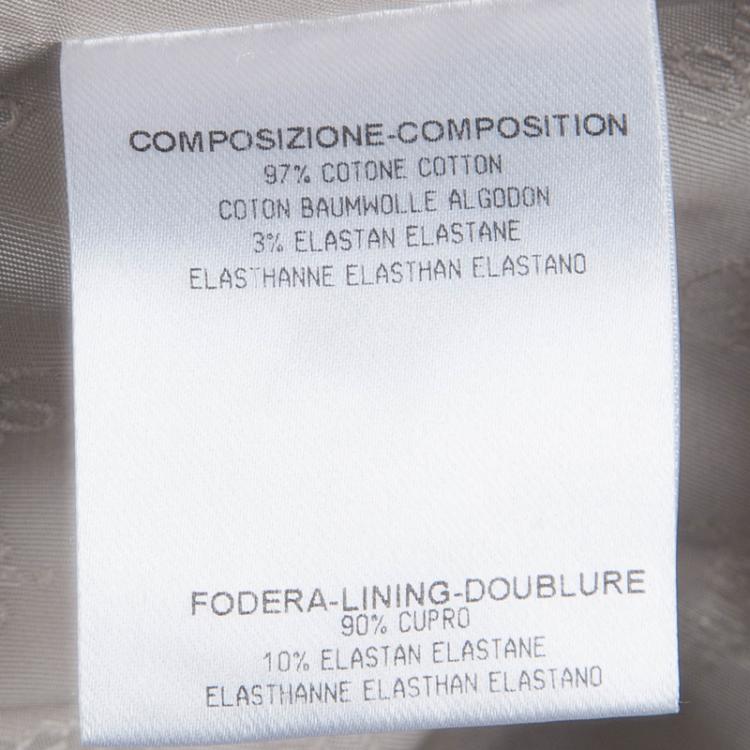 COMPOSIZIONE-COMPOSITION
97% COTONE COTTON
COTON BAUMWOLLE ALGODON
3% ELASTAN ELASTANE
ELASTHANNE ELASTHAN ELASTANO
FODERA-LINING-DOUBLURE
90% CUPRO
10% ELASTAN ELASTANE
ELASTHANNE ELASTHAN ELASTANO